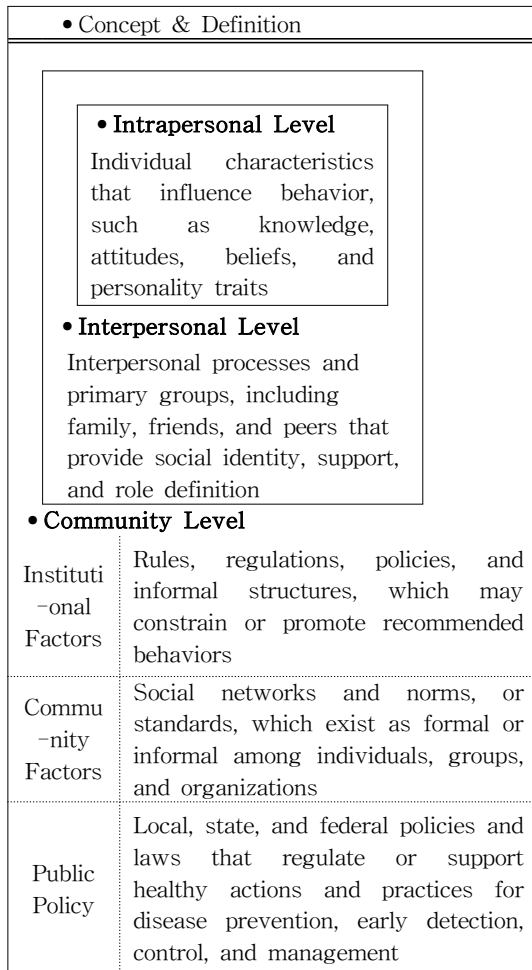 • Concept & Definition
• Intrapersonal Level
Individual characteristics
that influence behavior,
such as knowledge,
attitudes, beliefs, and
personality traits
• Interpersonal Level
Interpersonal processes and
primary groups, including
family, friends, and peers that
provide social identity, support,
and role definition
• Community Level
Instituti
-onal
Factors
Rules, regulations, policies, and
informal structures, which may
constrain or promote recommended
behaviors
Commu
-nity
Factors
Social networks and norms, or
standards, which exist as formal or
informal among individuals, groups,
and organizations
Public
Policy
Local, state, and federal policies and
laws that regulate or support
healthy actions and practices for
disease prevention, early detection,
control, and management